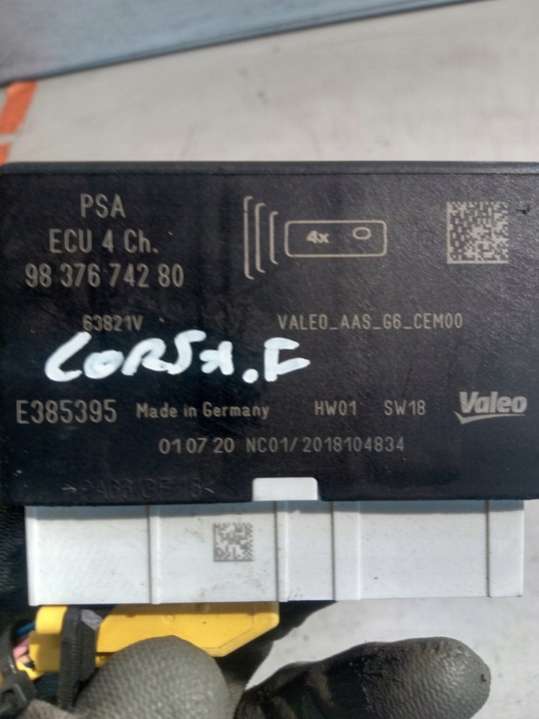 PSA
ECU 4 Ch.
98 376 742 80
4x
63821V
VALEO_AAS_G6_CEM00
CORSA.F
E385395 Made in Germany HW01 SW18 Valeo
010720 NC01/2018104834